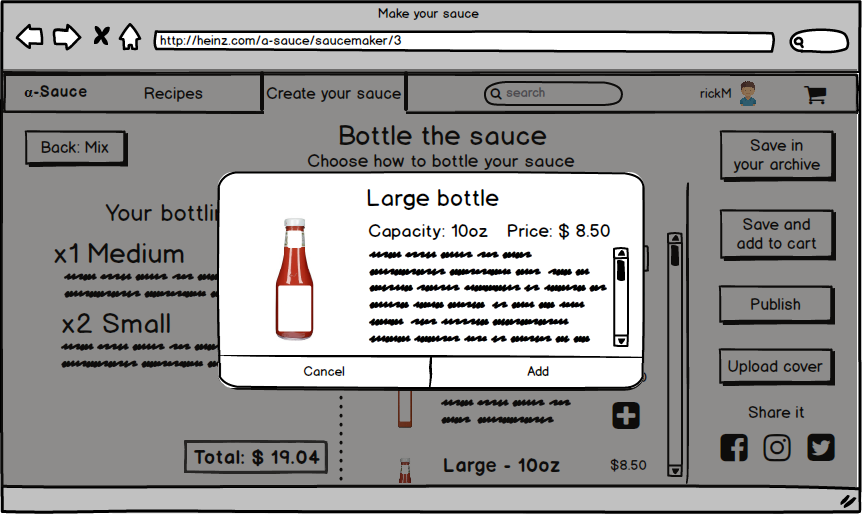 Make your sauce
http://heinz.com/a-sauce/saucemaker/3
α-Sauce
Recipes
Create your sauce
search
rickM
Back: Mix
Bottle the sauce
Choose how to bottle your sauce
Save in
your archive
Your
x1 Medium
x2 Small
Total: $ 19.04
Large bottle
Capacity: 10oz Price: $ 8.50
Cancel
Add
Large - 10oz
$8.50
Save and
add to cart
Publish
Upload cover
Share it